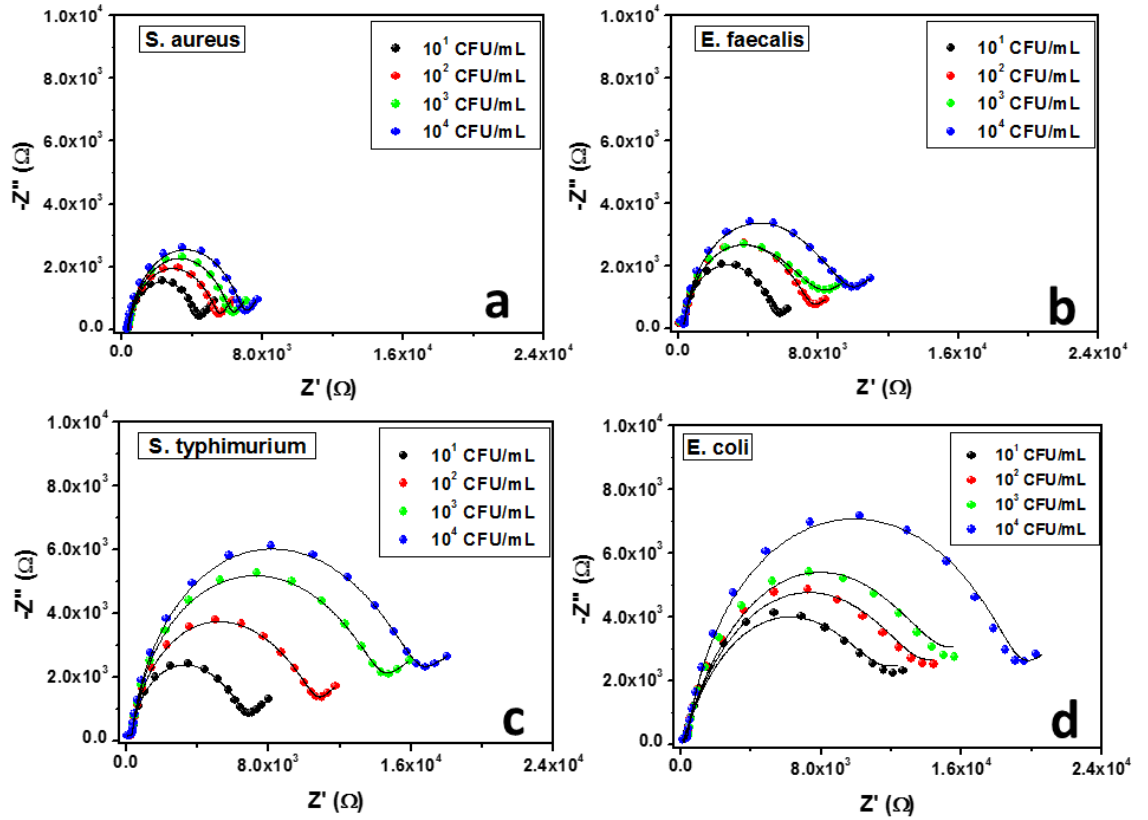 S. aureus
10¹ CFU/mL
10² CFU/mL
10³ CFU/mL
10⁴ CFU/mL
1.0x10⁴
8.0x10³
6.0x10³
4.0x10³
2.0x10³
0.0
-Z" (Ω)
0.0 8.0x10³ 1.6x10⁴ 2.4x10⁴
Z' (Ω)
a
E. faecalis
10¹ CFU/mL
10² CFU/mL
10³ CFU/mL
10⁴ CFU/mL
1.0x10⁴
8.0x10³
6.0x10³
4.0x10³
2.0x10³
0.0
-Z" (Ω)
0.0 8.0x10³ 1.6x10⁴ 2.4x10⁴
Z' (Ω)
b
S. typhimurium
10¹ CFU/mL
10² CFU/mL
10³ CFU/mL
10⁴ CFU/mL
1.0x10⁴
8.0x10³
6.0x10³
4.0x10³
2.0x10³
0.0
-Z" (Ω)
0.0 8.0x10³ 1.6x10⁴ 2.4x10⁴
Z' (Ω)
c
E. coli
10¹ CFU/mL
10² CFU/mL
10³ CFU/mL
10⁴ CFU/mL
1.0x10⁴
8.0x10³
6.0x10³
4.0x10³
2.0x10³
0.0
-Z" (Ω)
0.0 8.0x10³ 1.6x10⁴ 2.4x10⁴
Z' (Ω)
d